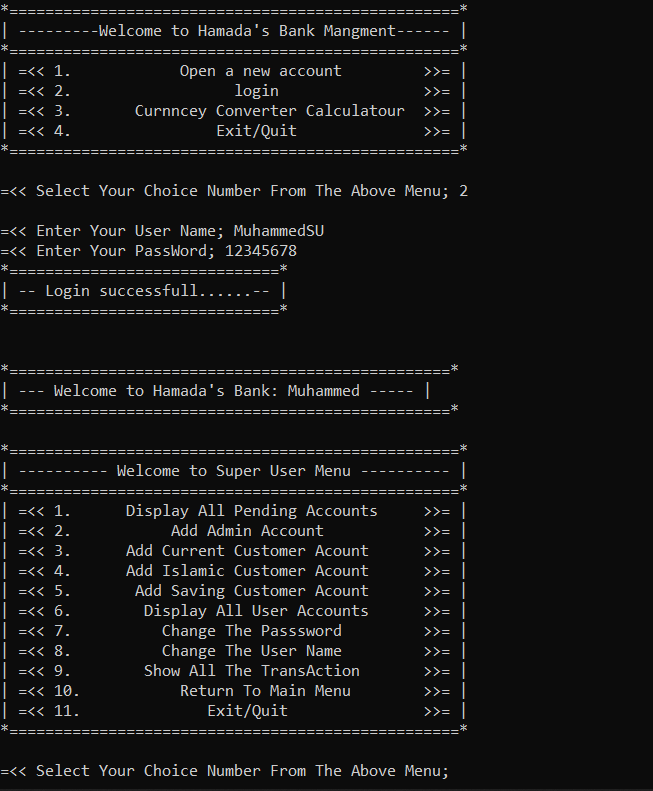 *==================================================*
| ---------Welcome to Hamada's Bank Mangment------ |
*==================================================*
| =<< 1.            Open a new account         >>= |
| =<< 2.                  login                >>= |
| =<< 3.       Curnncey Converter Calculatour  >>= |
| =<< 4.                Exit/Quit              >>= |
*==================================================*
=<< Select Your Choice Number From The Above Menu; 2
=<< Enter Your User Name; MuhammedSU
=<< Enter Your PassWord; 12345678
*==============================*
| -- Login successfull......-- |
*==============================*
*=================================================*
| --- Welcome to Hamada's Bank: Muhammed ----- |
*=================================================*
*==================================================*
| ---------- Welcome to Super User Menu ---------- |
*==================================================*
| =<< 1.      Display All Pending Accounts     >>= |
| =<< 2.           Add Admin Account           >>= |
| =<< 3.      Add Current Customer Acount      >>= |
| =<< 4.      Add Islamic Customer Acount      >>= |
| =<< 5.       Add Saving Customer Acount      >>= |
| =<< 6.        Display All User Accounts      >>= |
| =<< 7.          Change The Passsword         >>= |
| =<< 8.          Change The User Name         >>= |
| =<< 9.        Show All The TransAction       >>= |
| =<< 10.           Return To Main Menu        >>= |
| =<< 11.              Exit/Quit               >>= |
*==================================================*
=<< Select Your Choice Number From The Above Menu;